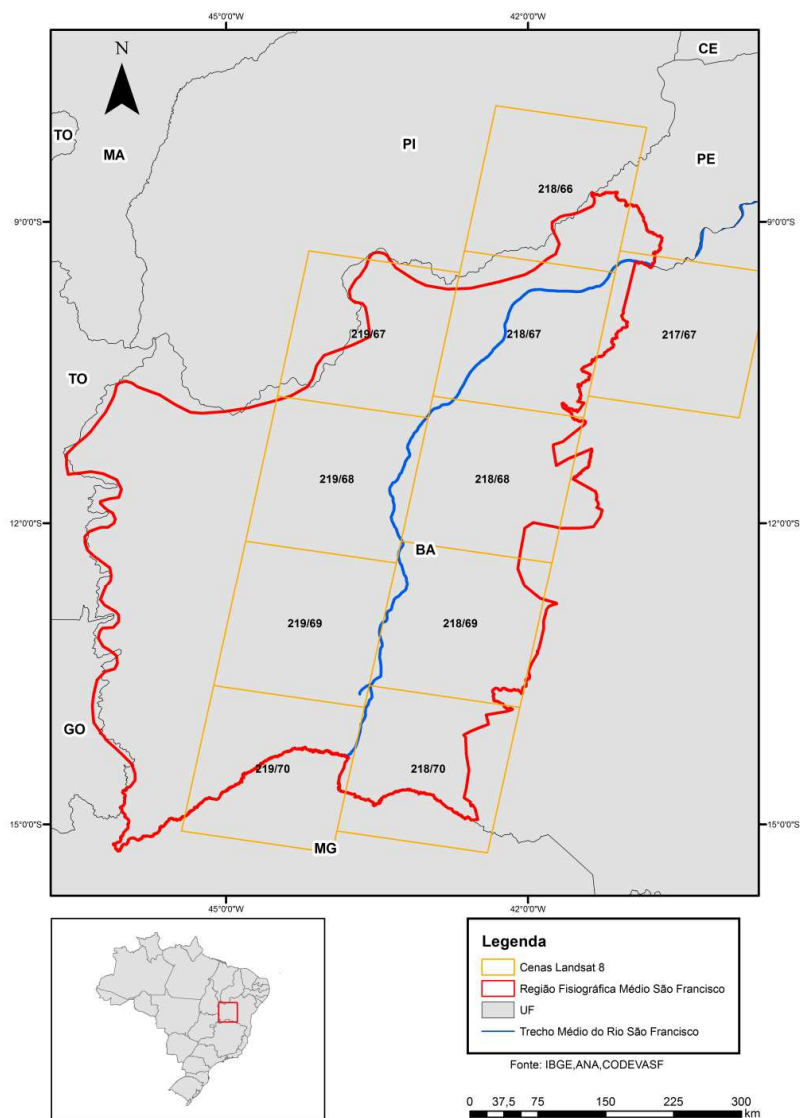 45°0'0"W 42°0'0"W
N
CE
TO
MA
PI
PE
218/66
9°0'0"S 9°0'0"S
219/67 218/67 217/67
TO
219/68 218/68
12°0'0"S 12°0'0"S
BA
219/69 218/69
GO
219/70 218/70
15°0'0"S 15°0'0"S
MG
45°0'0"W 42°0'0"W
Legenda
Cenas Landsat 8
Região Fisiográfica Médio São Francisco
UF
Trecho Médio do Rio São Francisco
Fonte: IBGE,ANA,CODEVASF
0 37,5 75 150 225 300
km